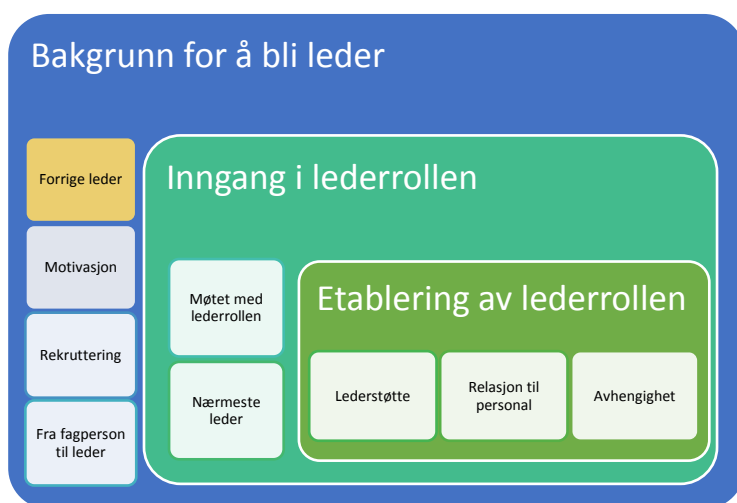 Bakgrunn for å bli leder
Forrige leder
Motivasjon
Rekruttering
Fra fagperson
til leder
Inngang i lederrollen
Møtet med
lederrollen
Nærmeste
leder
Etablering av lederrollen
Lederstøtte
Relasjon til
personal
Avhengighet